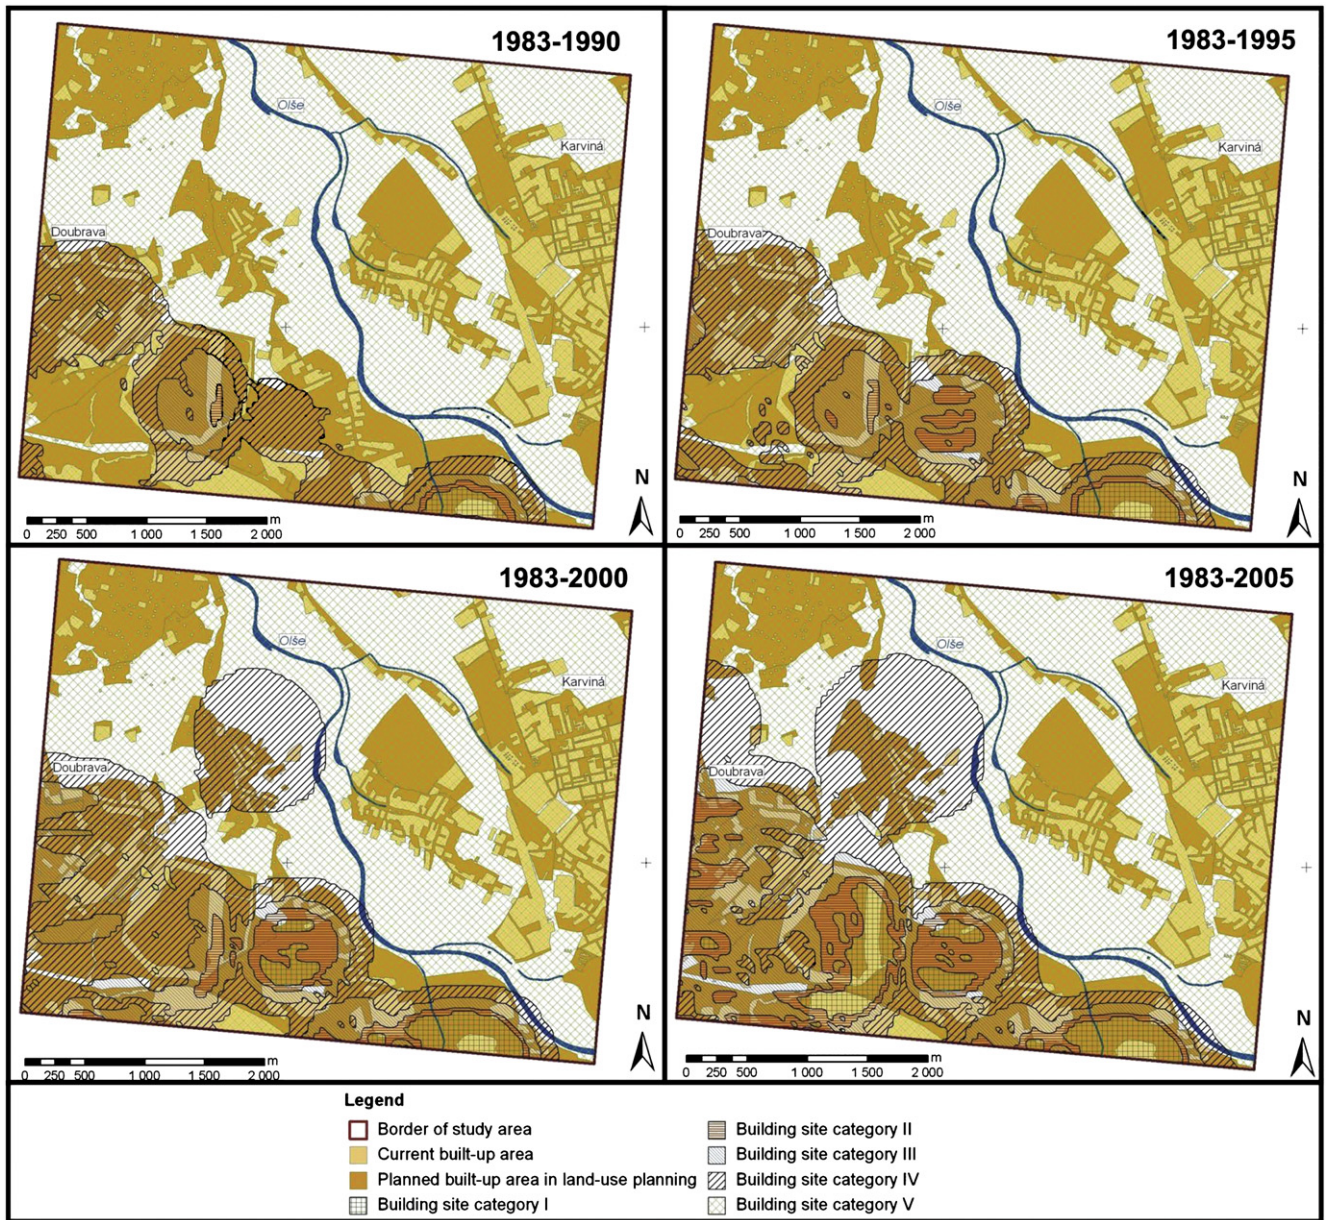 1983-1990
Olše
Karviná
Doubrava
N
m
0 250 500 1 000 1 500 2 000
1983-1995
Olše
Karviná
Doubrava
N
m
0 250 500 1 000 1 500 2 000
1983-2000
Olše
Karviná
Doubrava
N
m
0 250 500 1 000 1 500 2 000
1983-2005
Olše
Karviná
Doubrava
N
m
0 250 500 1 000 1 500 2 000
Legend
Border of study area
Current built-up area
Planned built-up area in land-use planning
Building site category I
Building site category II
Building site category III
Building site category IV
Building site category V